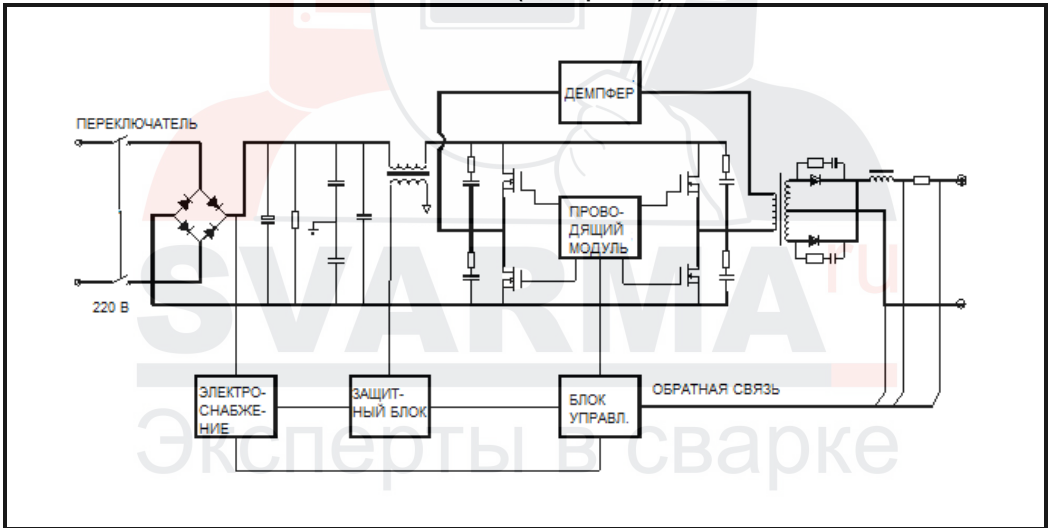 ДЕМПФЕР
ПЕРЕКЛЮЧАТЕЛЬ
ПРОВО-
ДЯЩИЙ
МОДУЛЬ
220 В
SVARMA
ru
ЭЛЕКТРО-
СНАБЖЕ-
НИЕ
ЗАЩИТ-
НЫЙ БЛОК
БЛОК
УПРАВЛ.
ОБРАТНАЯ СВЯЗЬ
Эксперты в сварке